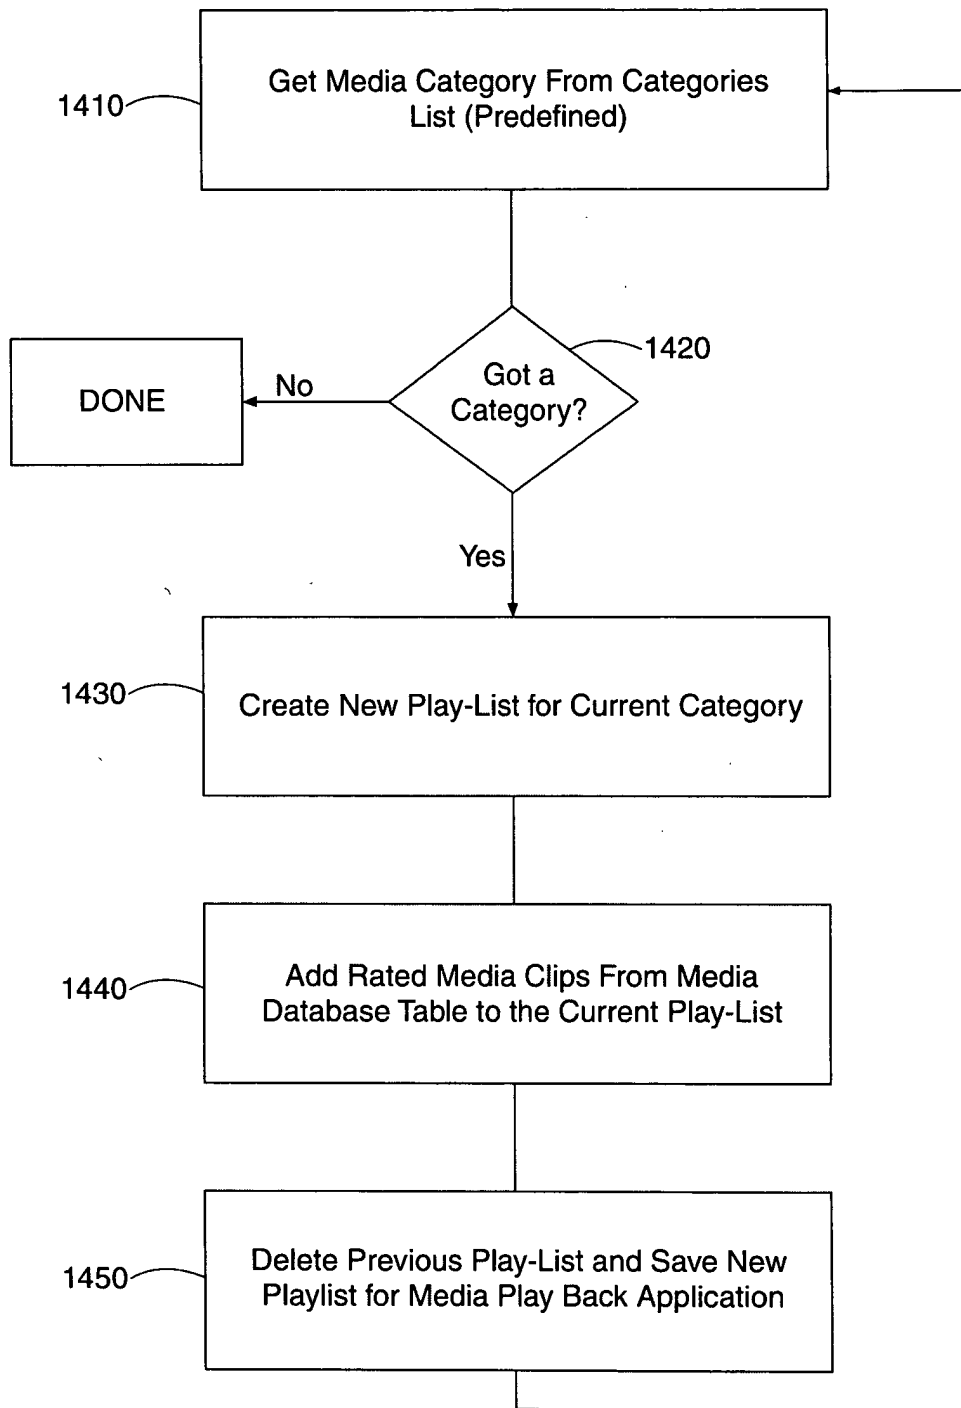 1410
Get Media Category From Categories
List (Predefined)
1420
Got a
Category?
No
DONE
Yes
1430
Create New Play-List for Current Category
1440
Add Rated Media Clips From Media
Database Table to the Current Play-List
1450
Delete Previous Play-List and Save New
Playlist for Media Play Back Application